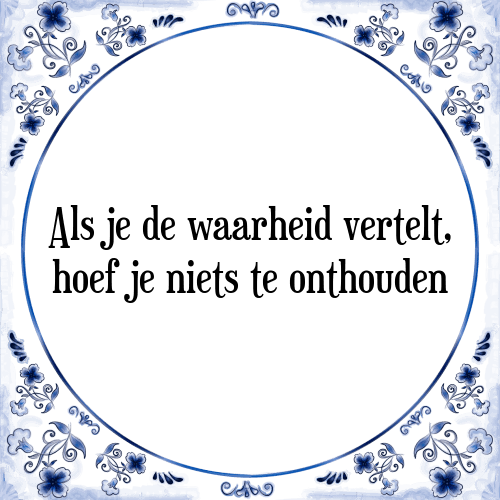 Als je de waarheid vertelt,
hoef je niets te onthouden